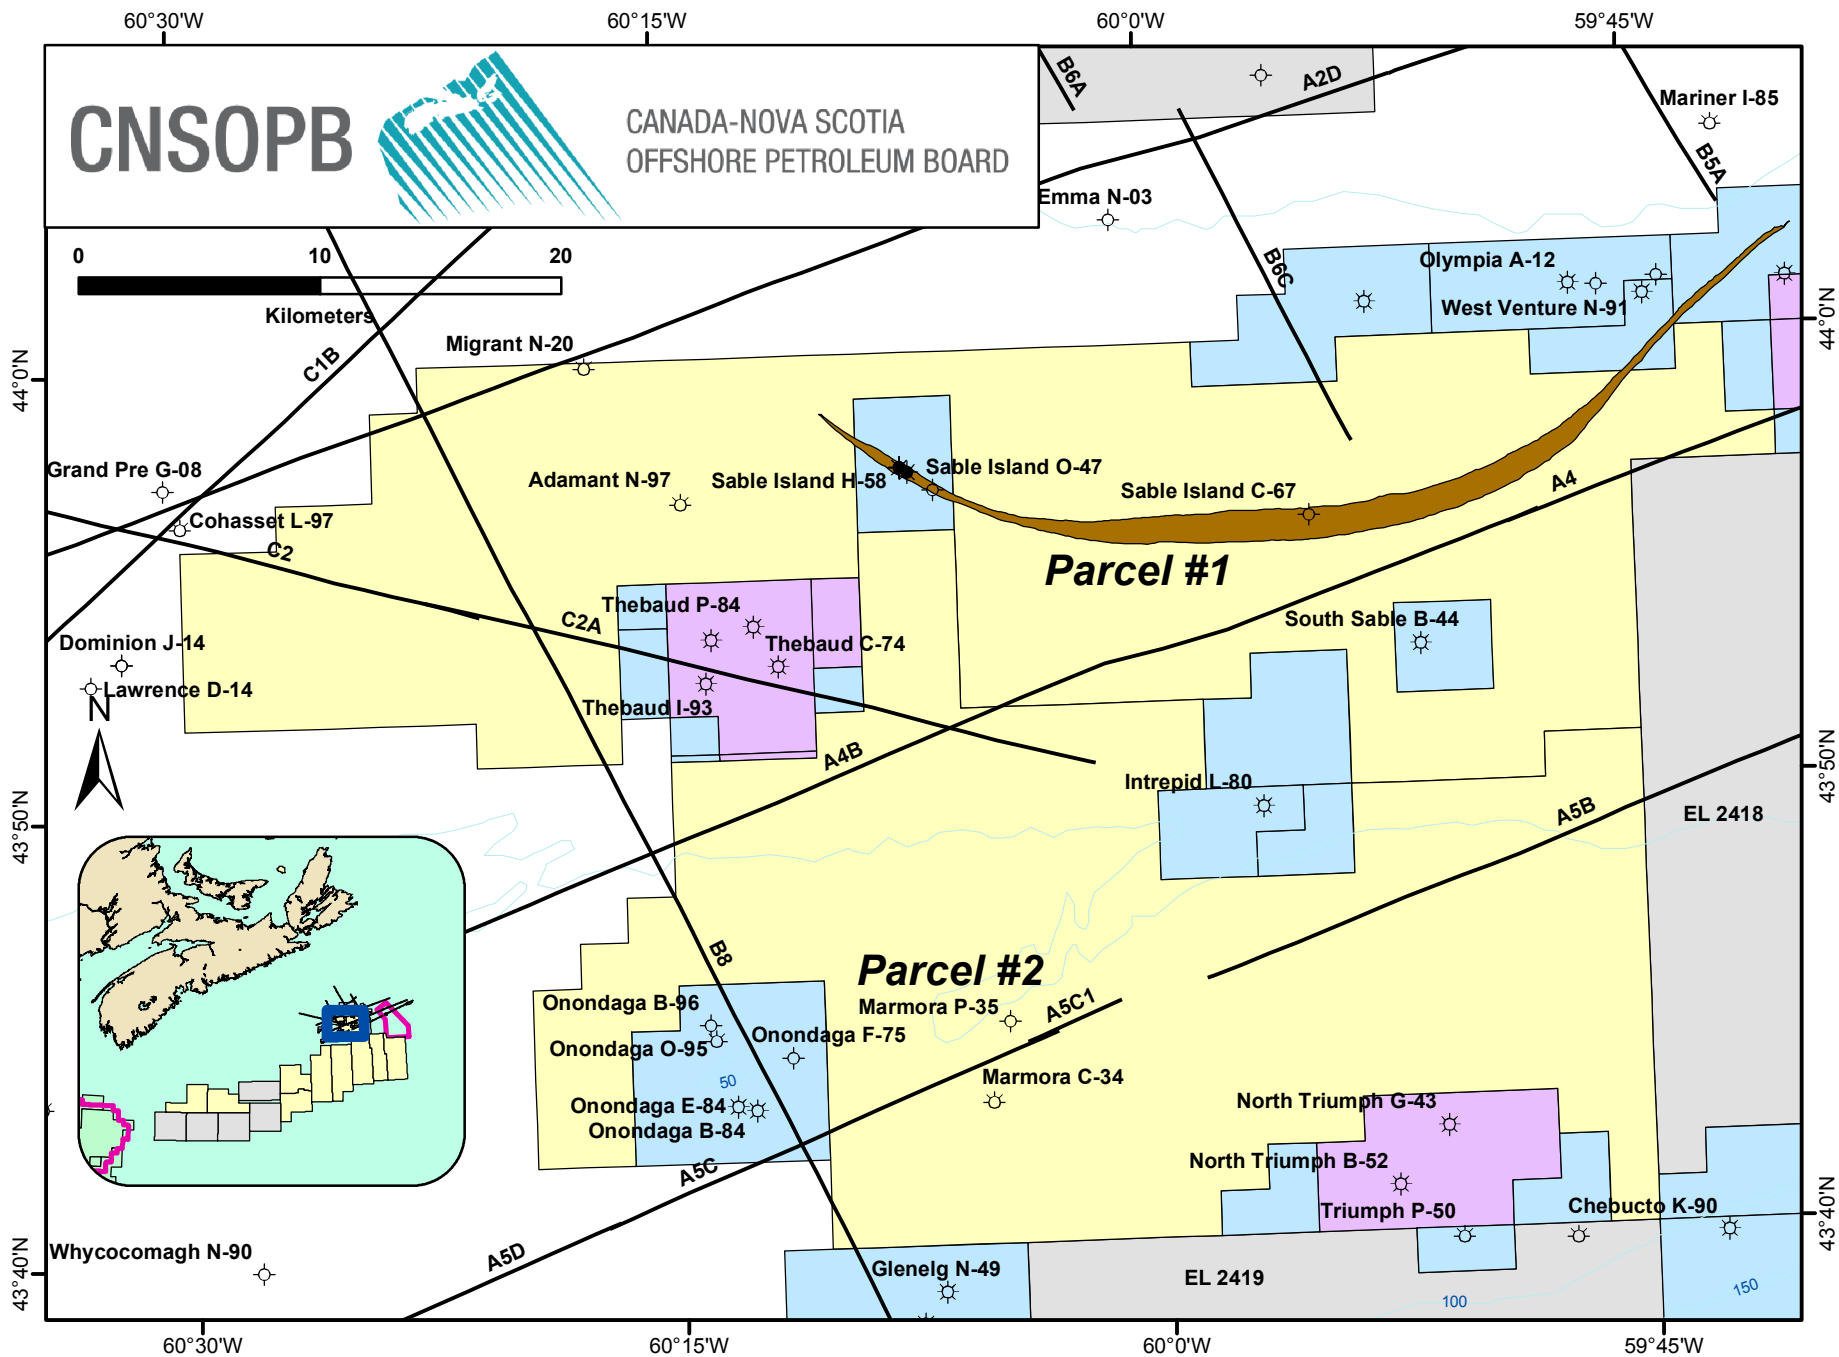 60°30'W
60°15'W
60°0'W
59°45'W
CNSOPB
CANADA-NOVA SCOTIA
OFFSHORE PETROLEUM BOARD
B6A
A2D
Mariner I-85
B5A
Emma N-03
0
10
20
Kilometers
B6C
Olympia A-12
West Venture N-91
44°0'N
44°0'N
Migrant N-20
C1B
Grand Pre G-08
Cohasset L-97
C2
Adamant N-97
Sable Island H-58
Sable Island O-47
Sable Island C-67
A4
Parcel #1
Thebaud P-84
C2A
Thebaud C-74
Thebaud I-93
South Sable B-44
Dominion J-14
Lawrence D-14
N
A4B
Intrepid L-80
A5B
EL 2418
43°50'N
43°50'N
B8
Parcel #2
Onondaga B-96
Marmora P-35
A5C1
Onondaga O-95
Onondaga F-75
50
Marmora C-34
Onondaga E-84
Onondaga B-84
North Triumph G-43
North Triumph B-52
A5C
Triumph P-50
Chebucto K-90
43°40'N
43°40'N
Whycocomagh N-90
A5D
Glenelg N-49
EL 2419
100
150
60°30'W
60°15'W
60°0'W
59°45'W